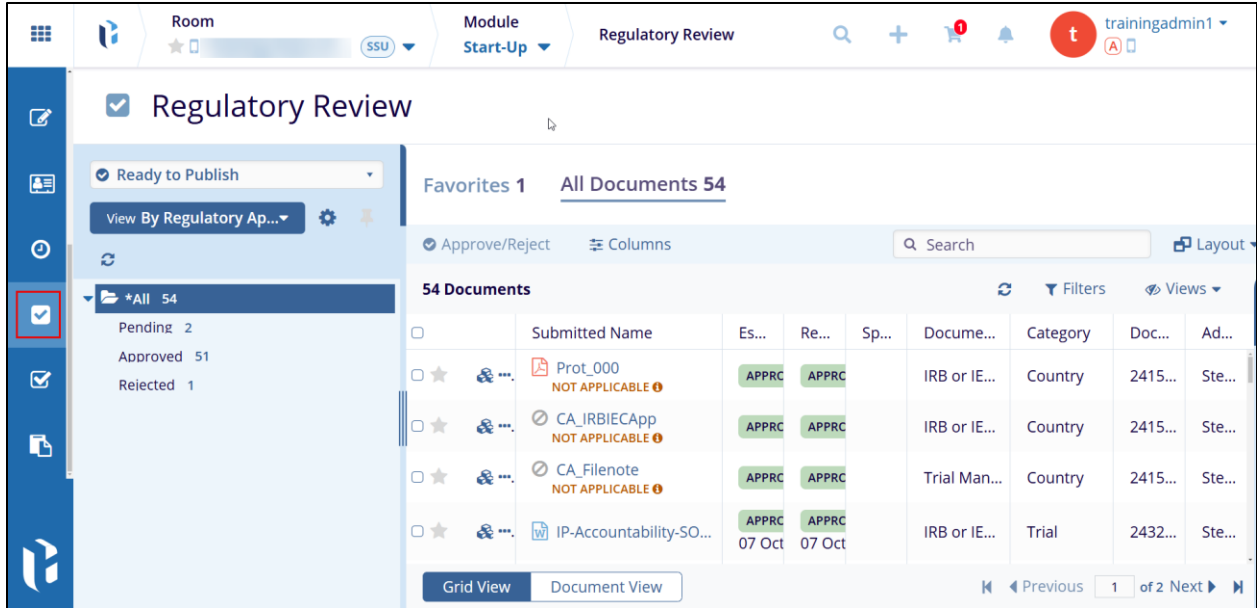 Room
SSU
Module
Start-Up
Regulatory Review
1
t
trainingadmin1
A
Regulatory Review
Ready to Publish
View By Regulatory Ap...
*All 54
Pending 2
Approved 51
Rejected 1
Favorites 1
All Documents 54
Approve/Reject
Columns
Search
Layout
54 Documents
Filters
Views
Submitted Name Es... Re... Sp... Docume... Category Doc... Ad...
Prot_000
NOT APPLICABLE
APPRC APPRC IRB or IE... Country 2415... Ste...
CA_IRBIECApp
NOT APPLICABLE
APPRC APPRC IRB or IE... Country 2415... Ste...
CA_Filenote
NOT APPLICABLE
APPRC APPRC Trial Man... Country 2415... Ste...
IP-Accountability-SO...
APPRC APPRC
07 Oct 07 Oct
IRB or IE... Trial 2432... Ste...
Grid View
Document View
Previous 1 of 2 Next